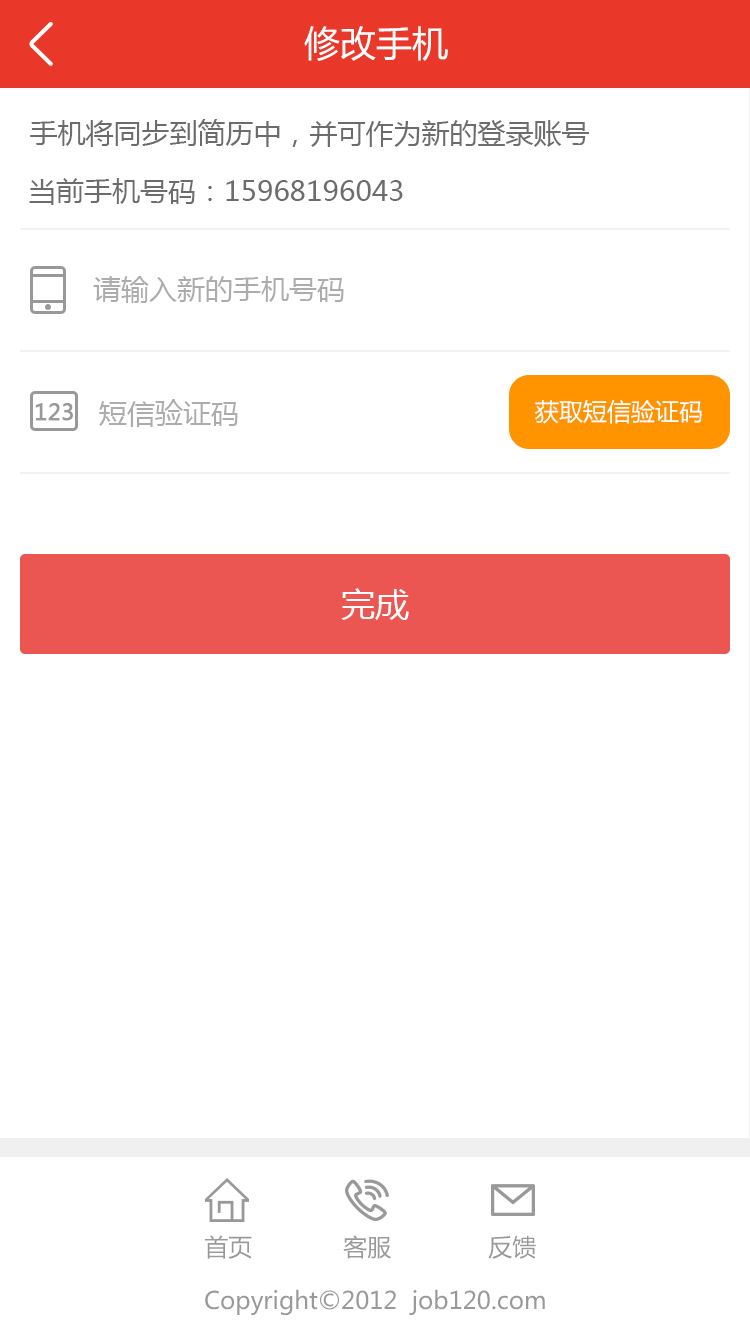 修改手机
手机将同步到简历中，并可作为新的登录账号
当前手机号码：15968196043
请输入新的手机号码
123 短信验证码 获取短信验证码
完成
首页 客服 反馈
Copyright©2012 job120.com